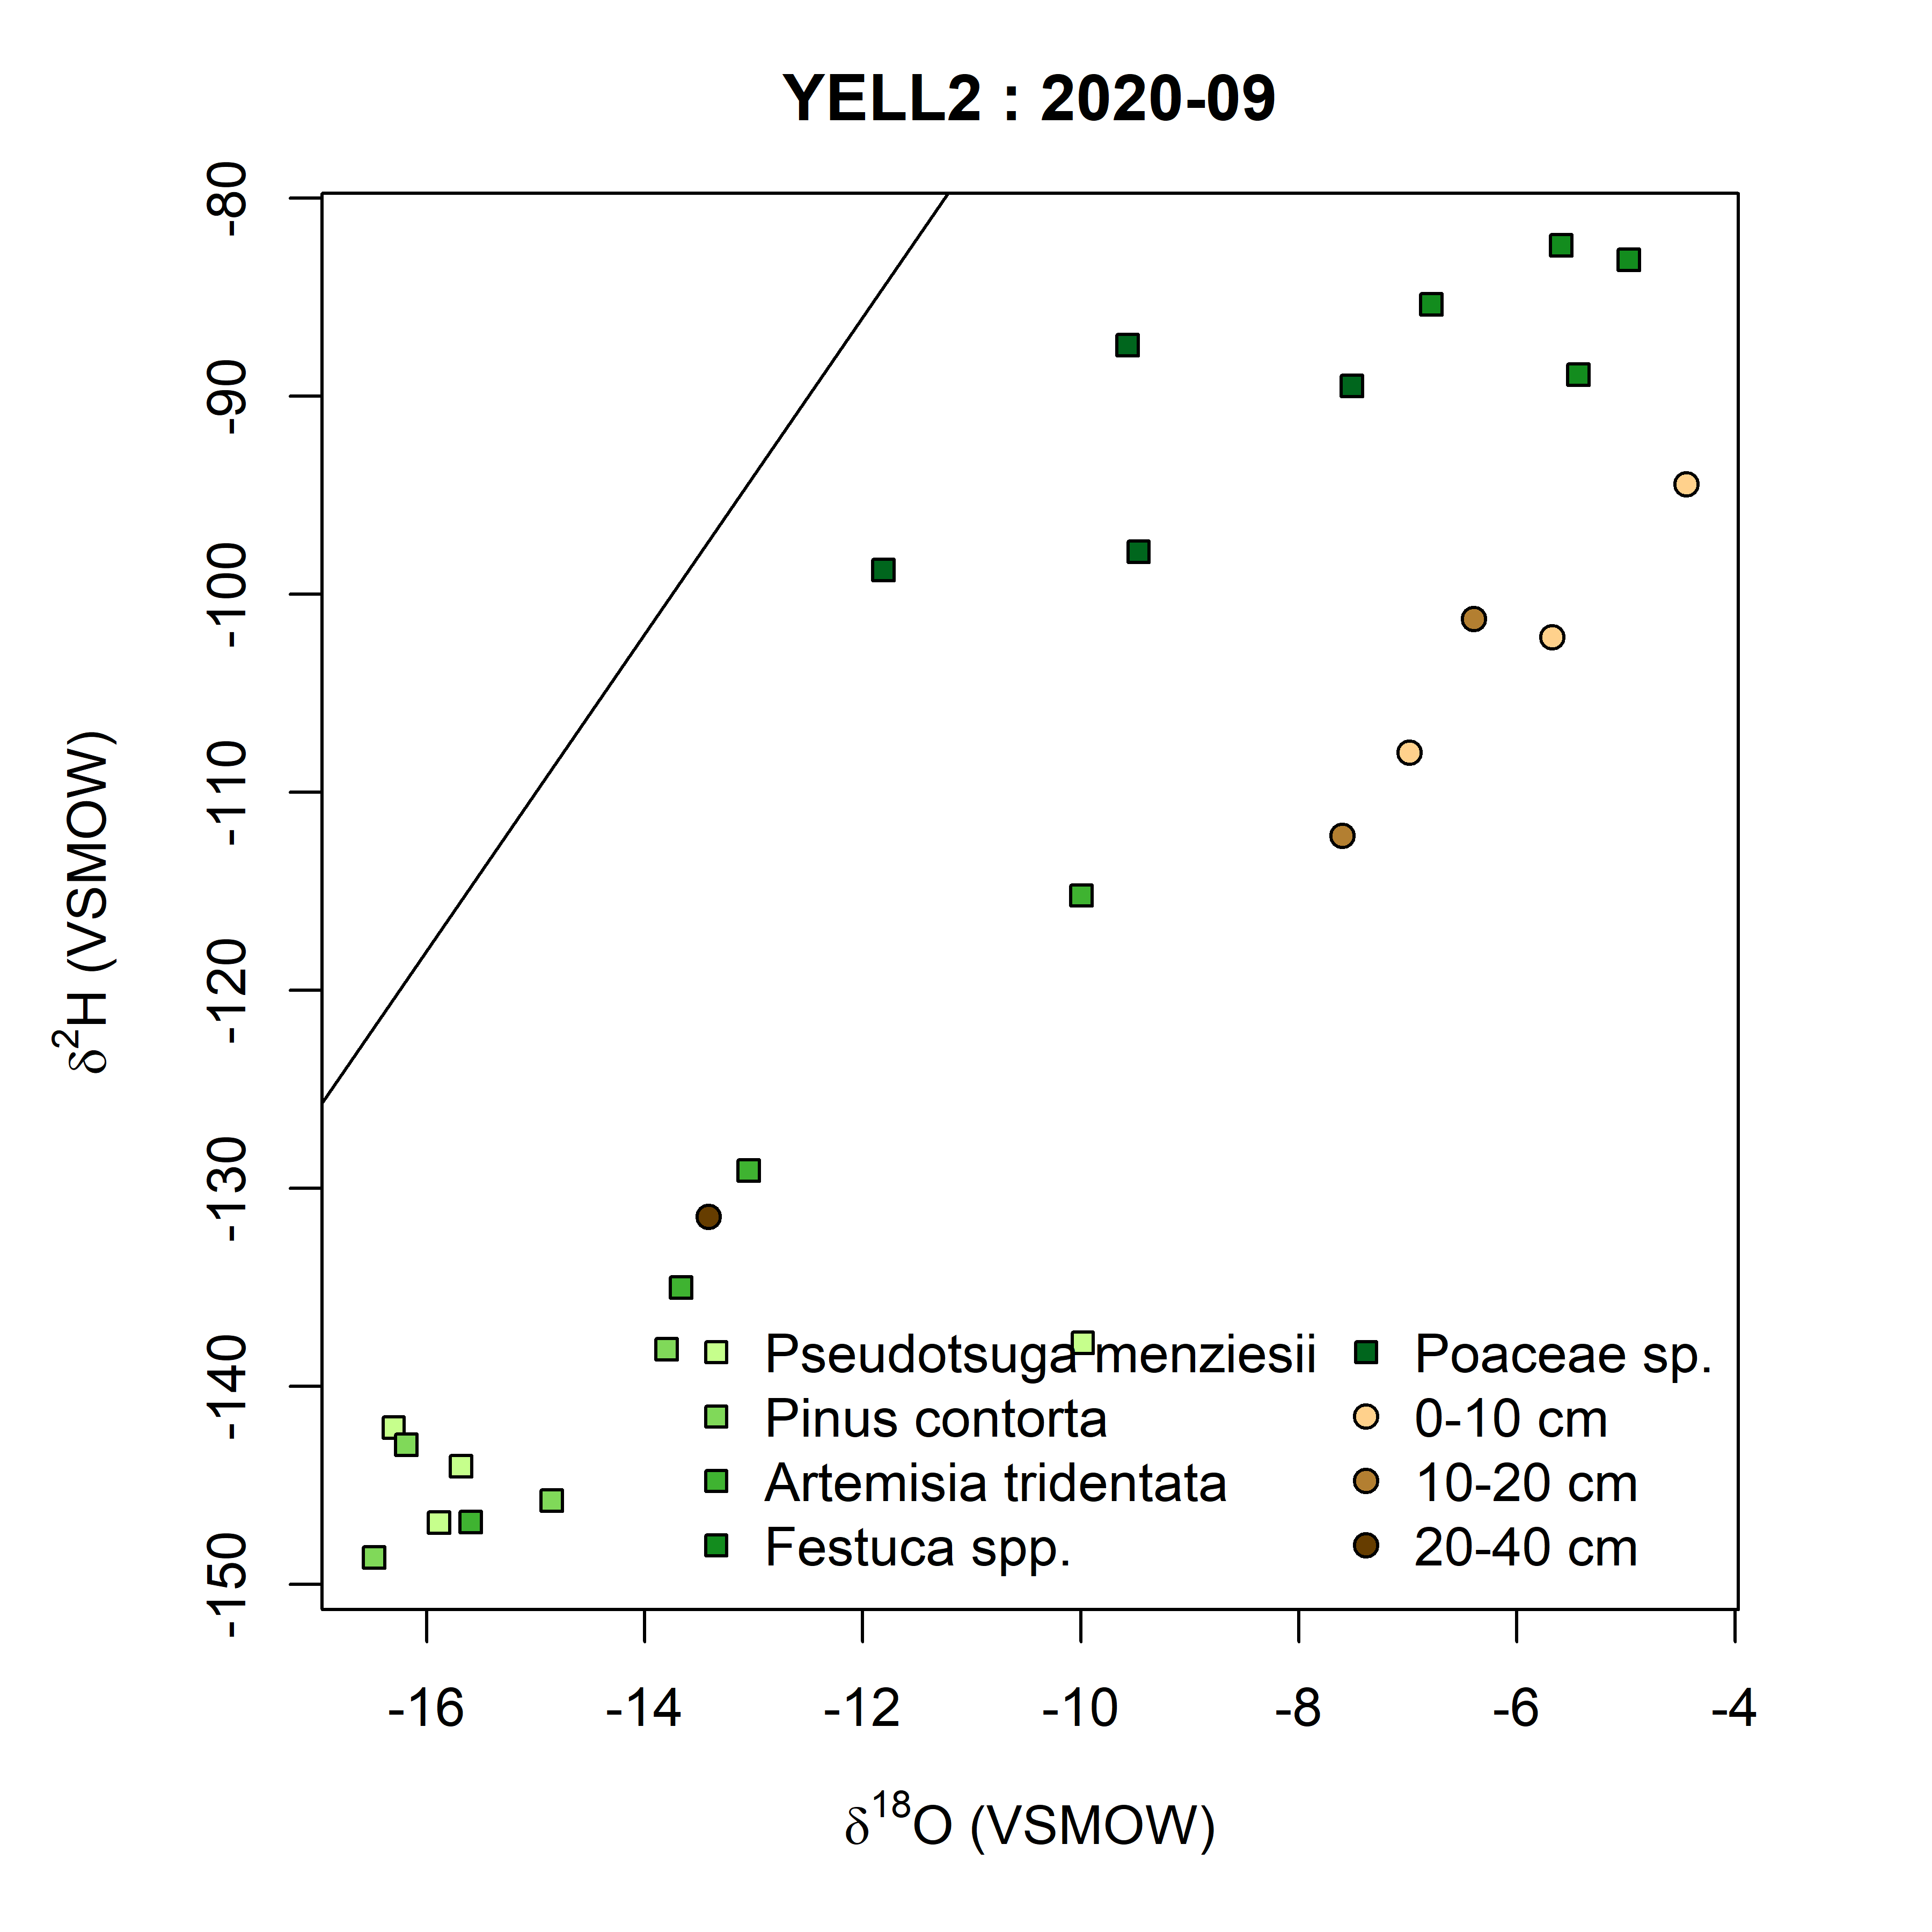 YELL2 : 2020-09
-80
-90
-100
-110
-120
-130
-140
-150
δ2H (VSMOW)
Pseudotsuga menziesii
Pinus contorta
Artemisia tridentata
Festuca spp.
Poaceae sp.
0-10 cm
10-20 cm
20-40 cm
-16 -14 -12 -10 -8 -6 -4
δ18O (VSMOW)